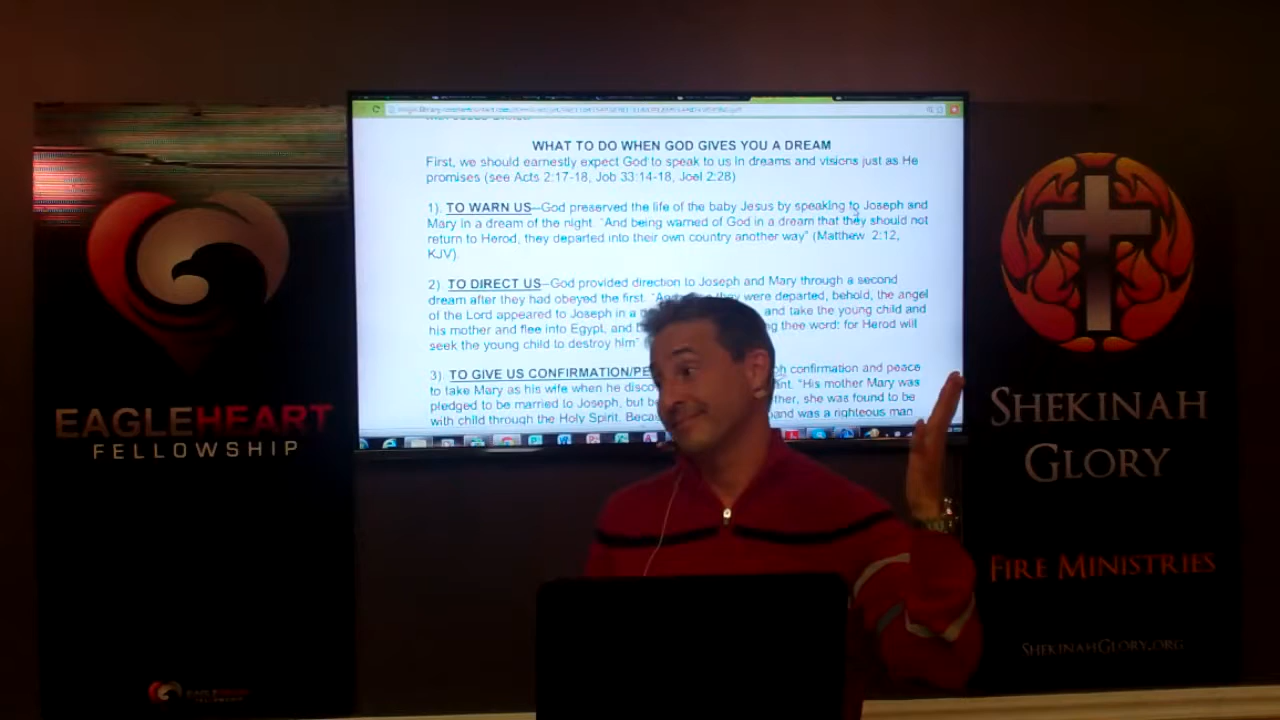 WHAT TO DO WHEN GOD GIVES YOU A DREAM
First, we should earnestly expect God to speak to us in dreams and visions just as He
promises (see Acts 2:17-18, Job 33:14-18, Joel 2:28)
1). TO WARN US–God preserved the life of the baby Jesus by speaking to Joseph and
Mary in a dream of the night. "And being warned of God in a dream that they should not
return to Herod, they departed into their own country another way" (Matthew 2:12,
KJV).
2) TO DIRECT US–God provided direction to Joseph and Mary through a second
dream after they had obeyed the first. they were departed, behold, the angel
of the Lord appeared to Joseph in a and take the young child and
his mother and flee into Egypt, and thee word: for Herod will
seek the young child to destroy him"
3) TO GIVE US CONFIRMATION/PE confirmation and peace
to take Mary as his wife when he "His mother Mary was
pledged to be married to Joseph, but she was found to be
with child through the Holy Spirit. was a righteous man
EAGLEHEART
FELLOWSHIP
SHEKINAH
GLORY
FIRE MINISTRIES
SHEKINAHGLORY.ORG